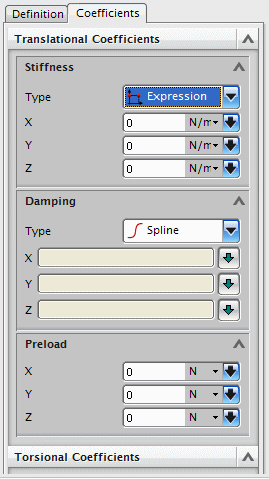 Definition Coefficients
Translational Coefficients
Stiffness
Type Expression
X 0 N/m
Y 0 N/m
Z 0 N/m
Damping
Type Spline
X
Y
Z
Preload
X 0 N
Y 0 N
Z 0 N
Torsional Coefficients